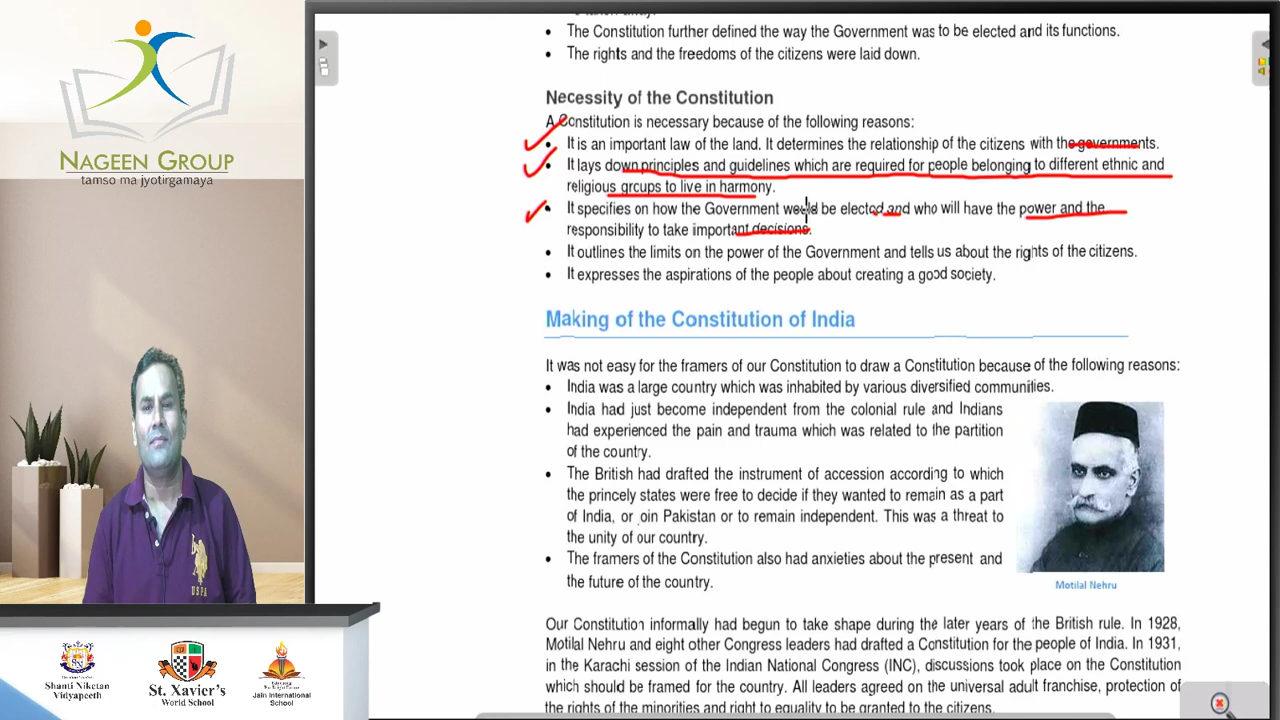 NAGEEN GROUP
tamso ma jyotirgamaya
The Constitution further defined the way the Government was to be elected and its functions.
The rights and the freedoms of the citizens were laid down.
Necessity of the Constitution
A Constitution is necessary because of the following reasons:
It is an important law of the land. It determines the relationship of the citizens with the governments.
It lays down principles and guidelines which are required for people belonging to different ethnic and
religious groups to live in harmony.
It specifies on how the Government would be elected and who will have the power and the
responsibility to take important decisions.
It outlines the limits on the power of the Government and tells us about the rights of the citizens.
It expresses the aspirations of the people about creating a good society.
Making of the Constitution of India
It was not easy for the framers of our Constitution to draw a Constitution because of the following reasons:
India was a large country which was inhabited by various diversified communities.
India had just become independent from the colonial rule and Indians
had experienced the pain and trauma which was related to the partition
of the country.
The British had drafted the instrument of accession according to which
the princely states were free to decide if they wanted to remain as a part
of India, or join Pakistan or to remain independent. This was a threat to
the unity of our country.
The framers of the Constitution also had anxieties about the present and
the future of the country.
Motilal Nehru
Our Constitution informally had begun to take shape during the later years of the British rule. In 1928,
Motilal Nehru and eight other Congress leaders had drafted a Constitution for the people of India. In 1931,
in the Karachi session of the Indian National Congress (INC), discussions took place on the Constitution
which should be framed for the country. All leaders agreed on the universal adult franchise, protection of
the rights of the minorities and right to equality to be granted to the citizens.
USPA
Shanti Niketan
Vidyapeeth
St. Xavier's
World School
Jain International
School